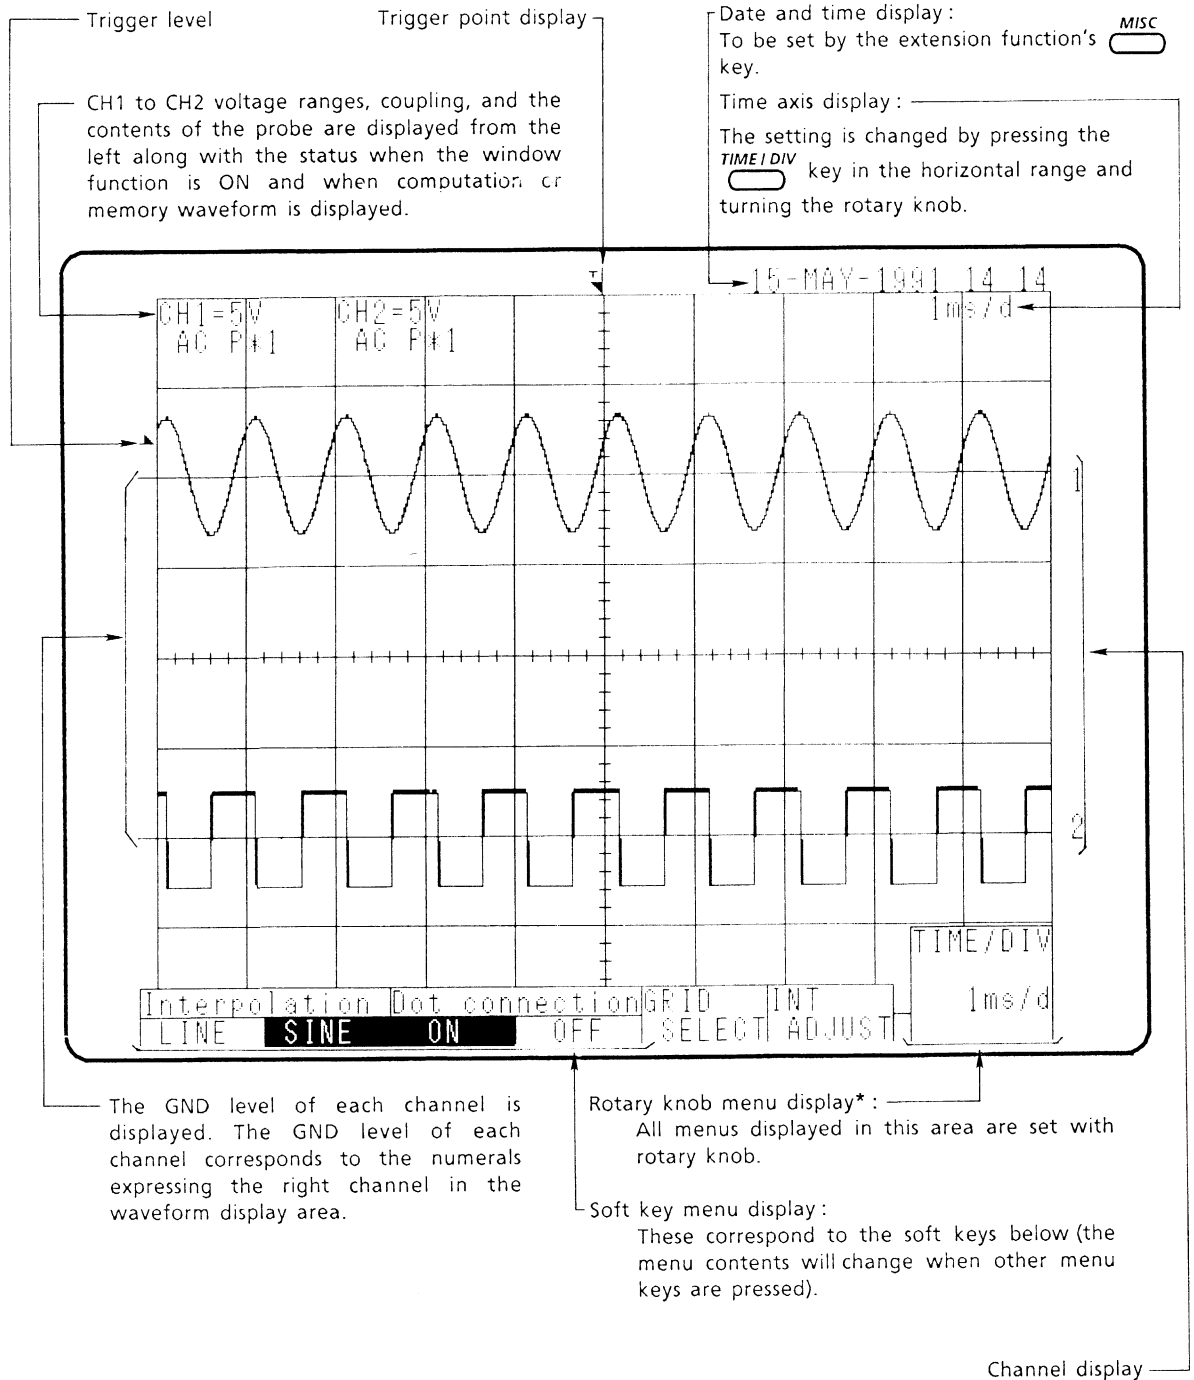 Trigger level
Trigger point display
Date and time display :
To be set by the extension function's MISC
key.
CH1 to CH2 voltage ranges, coupling, and the
contents of the probe are displayed from the
left along with the status when the window
function is ON and when computation or
memory waveform is displayed.
Time axis display :
The setting is changed by pressing the
TIME / DIV
key in the horizontal range and
turning the rotary knob.
T
15-MAY-1991 14 14
CH1=5V CH2=5V 1ms/d
AC P*1 AC P*1
1
2
TIME/DIV
1ms/d
Interpolation Dot connection GRID INT
LINE SINE ON OFF SELECT ADJUST
The GND level of each channel is
displayed. The GND level of each
channel corresponds to the numerals
expressing the right channel in the
waveform display area.
Rotary knob menu display* :
All menus displayed in this area are set with
rotary knob.
Soft key menu display :
These correspond to the soft keys below (the
menu contents will change when other menu
keys are pressed).
Channel display